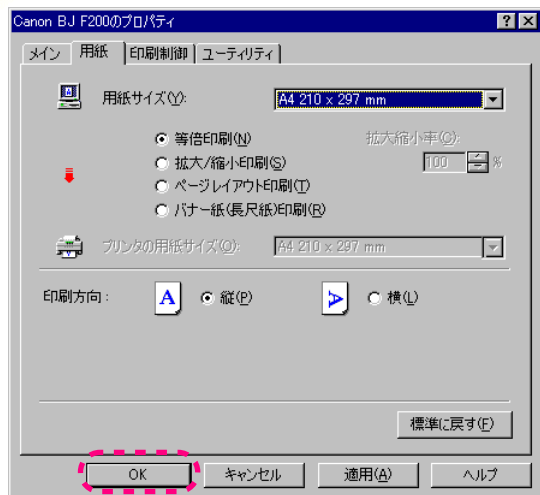 Canon BJ F200のプロパティ
メイン 用紙 印刷制御 ユーティリティ
用紙サイズ(Y): A4 210 x 297 mm
等倍印刷(N) 拡大縮小率(C):
拡大/縮小印刷(S) 100 %
ページレイアウト印刷(T)
バナー紙(長尺紙)印刷(R)
プリンタの用紙サイズ(O): A4 210 x 297 mm
印刷方向: A 縦(P) A 横(L)
標準に戻す(F)
OK キャンセル 適用(A) ヘルプ